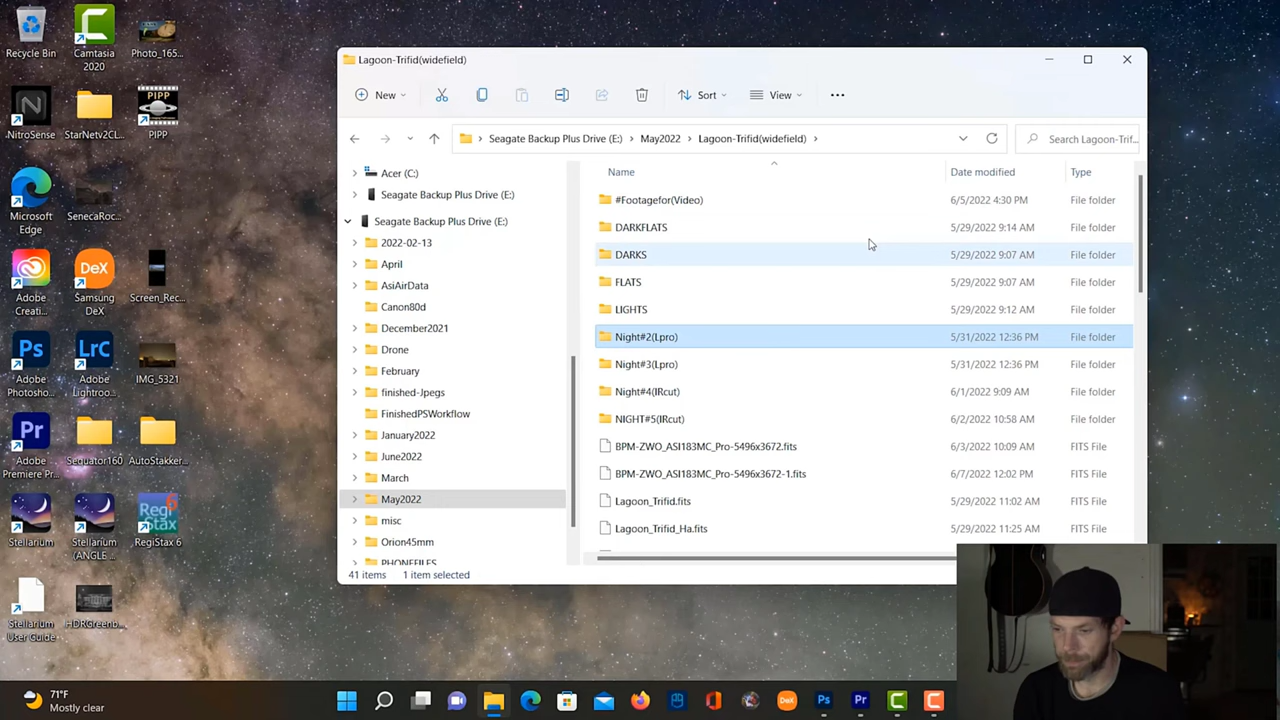 Recycle Bin
Camtasia
2020
Photo_165...
NitroSense
StarNetv2CL...
PIPP
PIPP
Microsoft
Edge
SenecaRoc...
DeX
Adobe
Creati...
Samsung
DeX
Screen_Rec...
Ps
LrC
Adobe
Photosho...
Adobe
Lightroo...
IMG_5321
Pr
Adobe
Premiere Pr...
Sequator160
AutoStakker...
RegiStax
6
Stellarium
Stellarium
(ANGLE ...
RegiStax 6
Stellarium
User Guide
HDRGreenb...
Lagoon-Trifid(widefield)
New
Sort
View
Seagate Backup Plus Drive (E:) > May2022 > Lagoon-Trifid(widefield) >
Search Lagoon-Trif...
Acer (C:)
Seagate Backup Plus Drive (E:)
Seagate Backup Plus Drive (E:)
2022-02-13
April
AsiAirData
Canon80d
December2021
Drone
February
finished-Jpegs
FinishedPSWorkflow
January2022
June2022
March
May2022
misc
Orion45mm
PHONEFILES
Name Date modified Type
#Footagefor(Video) 6/5/2022 4:30 PM File folder
DARKFLATS 5/29/2022 9:14 AM File folder
DARKS 5/29/2022 9:07 AM File folder
FLATS 5/29/2022 9:07 AM File folder
LIGHTS 5/29/2022 9:12 AM File folder
Night#2(Lpro) 5/31/2022 12:36 PM File folder
Night#3(Lpro) 5/31/2022 12:36 PM File folder
Night#4(IRcut) 6/1/2022 9:09 AM File folder
NIGHT#5(IRcut) 6/2/2022 10:58 AM File folder
BPM-ZWO_ASI183MC_Pro-5496x3672.fits 6/3/2022 10:09 AM FITS File
BPM-ZWO_ASI183MC_Pro-5496x3672-1.fits 6/7/2022 12:02 PM FITS File
Lagoon_Trifid.fits 5/29/2022 11:02 AM FITS File
Lagoon_Trifid_Ha.fits 5/29/2022 11:25 AM FITS File
41 items 1 item selected
71°F
Mostly clear
DeX
Ps
Pr